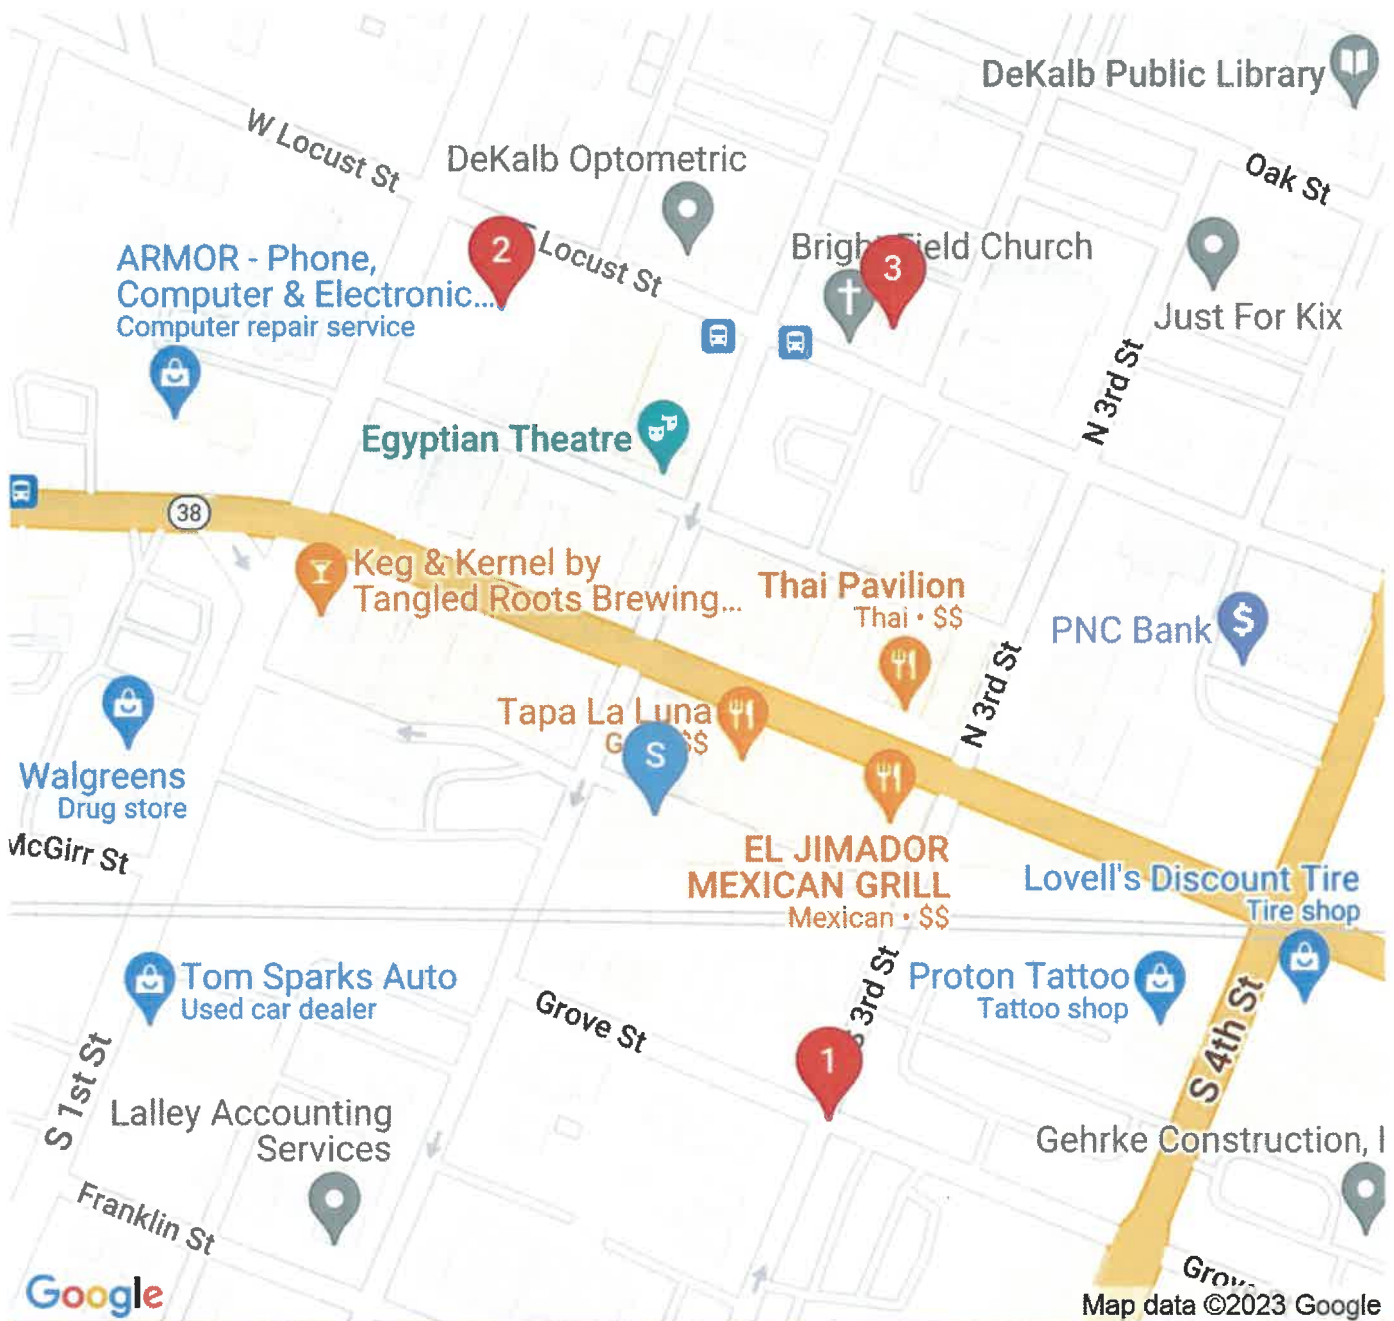 DeKalb Public Library
W Locust St
DeKalb Optometric
Oak St
2
Locust St
Field Church
3
ARMOR - Phone,
Computer & Electronic...
Computer repair service
Just For Kix
N 3rd St
Egyptian Theatre
38
Keg & Kernel by
Tangled Roots Brewing...
Thai Pavilion
Thai • $$
PNC Bank
N 3rd St
Tapa La Luna
$$
S
Walgreens
Drug store
McGirr St
EL JIMADOR
MEXICAN GRILL
Mexican • $$
Lovell's Discount Tire
Tire shop
Tom Sparks Auto
Used car dealer
Grove St
S 3rd St
Proton Tattoo
Tattoo shop
1
S 4th St
S 1st St
Lalley Accounting
Services
Gehrke Construction,
Franklin St
Google
Map data ©2023 Google